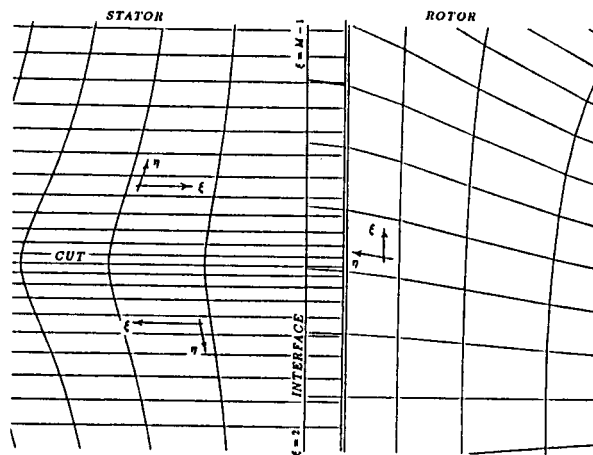 STATOR
ROTOR
ξ = M − 1
η
ξ
ξ
η
CUT
ξ
η
INTERFACE
ξ = 2